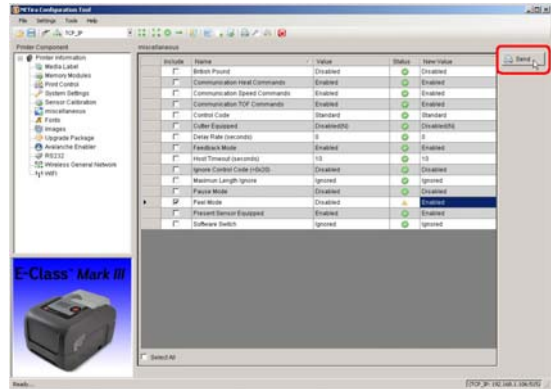 NETira Configuration Tool
File Settings Tools Help
TCP_IP
Printer Component
Printer Information
Media Label
Memory Modules
Print Control
System Settings
Sensor Calibration
miscellaneous
Fonts
Images
Upgrade Package
Avalanche Enabler
RS232
Wireless General Network
WIFI
miscellaneous
Include Name Value Status New Value
British Pound Disabled Disabled
Communication Heat Commands Enabled Enabled
Communication Speed Commands Enabled Enabled
Communication TOF Commands Enabled Enabled
Control Code Standard Standard
Cutter Equipped Disabled(N) Disabled(N)
Delay Rate (seconds) 0 0
Feedback Mode Enabled Enabled
Host Timeout (seconds) 10 10
Ignore Control Code (<0x20) Disabled Disabled
Maximum Length Ignore Ignored Ignored
Pause Mode Disabled Disabled
Peel Mode Disabled Enabled
Present Sensor Equipped Enabled Enabled
Software Switch Ignored Ignored
Send
E-Class™ Mark III
Select All
Ready...